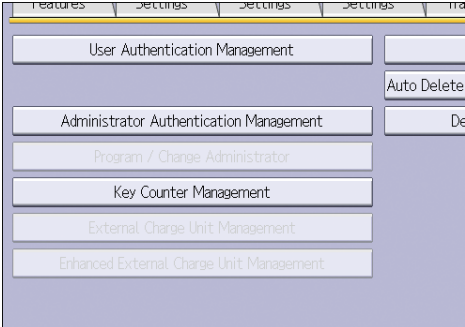 Features Settings Settings Settings
User Authentication Management
Auto Delete
Administrator Authentication Management
De
Program / Change Administrator
Key Counter Management
External Charge Unit Management
Enhanced External Charge Unit Management